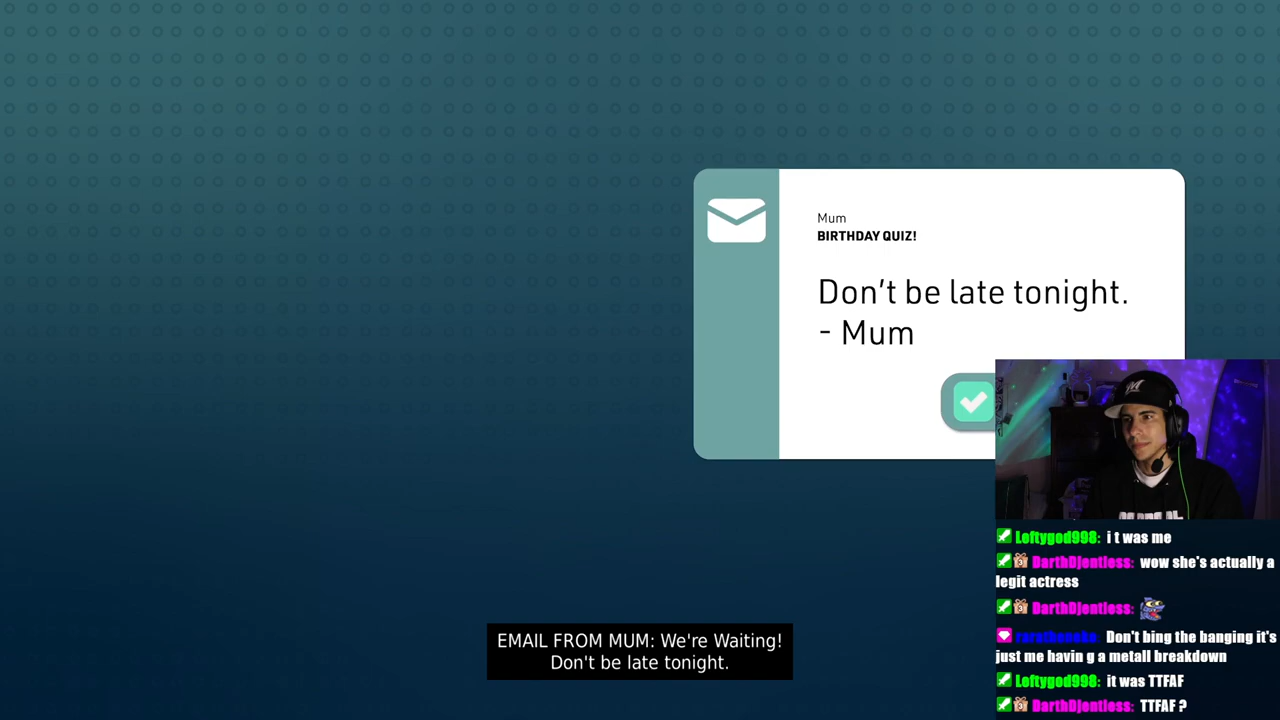 Mum
BIRTHDAY QUIZ!
Don't be late tonight.
- Mum
EMAIL FROM MUM: We're Waiting!
Don't be late tonight.
Loftygod998: i t was me
DarthDjentless: wow she's actually a
legit actress
DarthDjentless:
Don't bing the banging it's
just me havin g a metall breakdown
Loftygod998: it was TTFAF
DarthDjentless: TTFAF ?